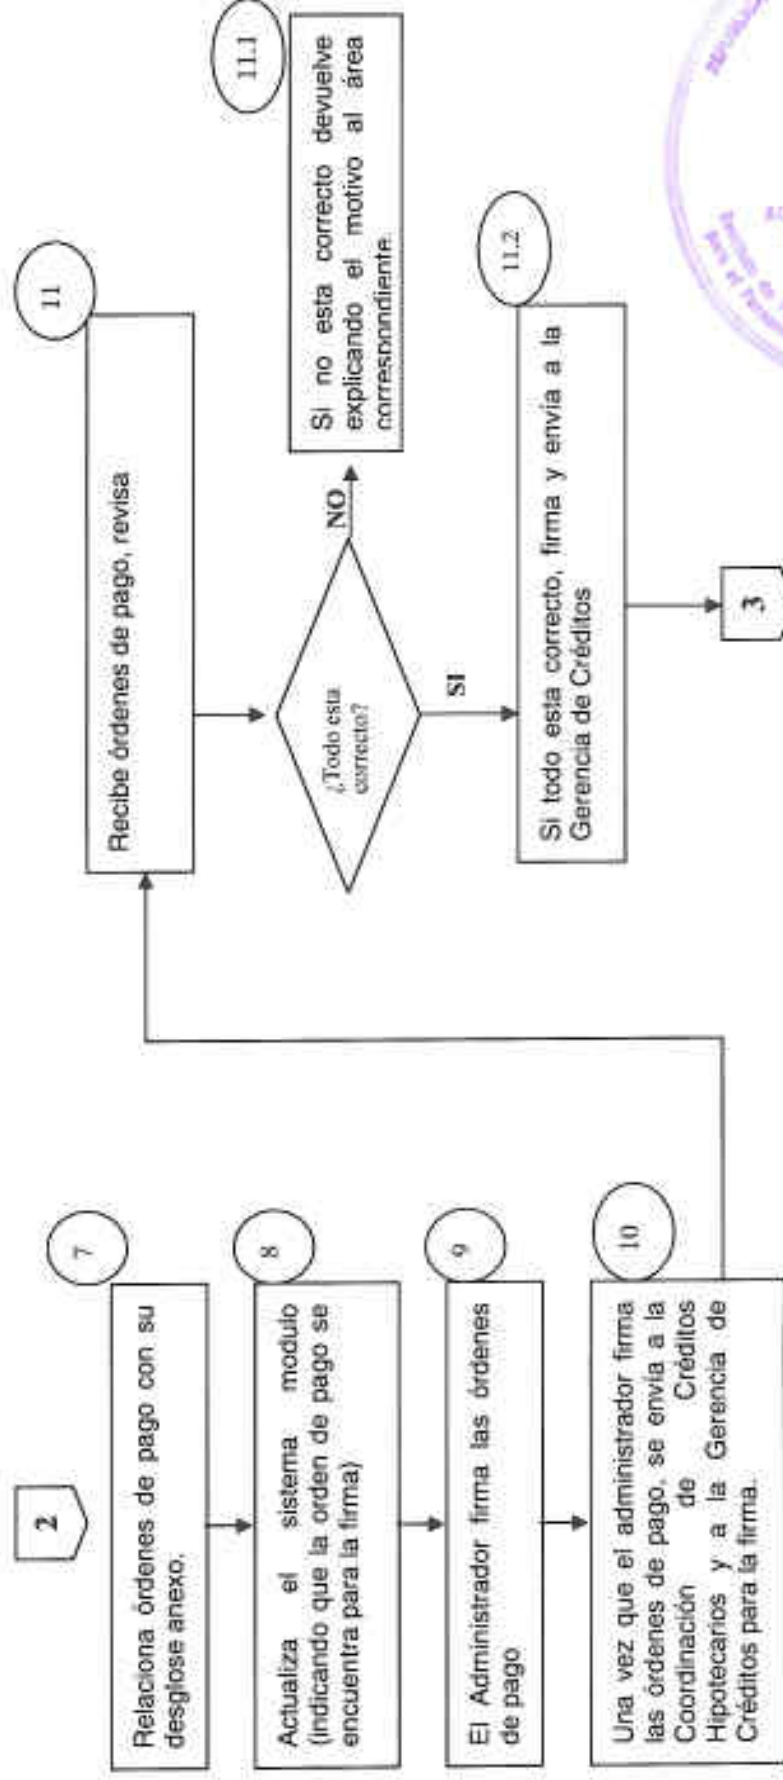 2
7
Relaciona órdenes de pago con su
desglose anexo.
8
Actualiza el sistema modulo
(indicando que la orden de pago se
encuentra para la firma)
9
El Administrador firma las órdenes
de pago
10
Una vez que el administrador firma
las órdenes de pago, se envía a la
Coordinación de Créditos
Hipotecarios y a la Gerencia de
Créditos para la firma.
11
Recibe órdenes de pago, revisa
¿Todo esta
correcto?
NO
11.1
Si no esta correcto devuelve
explicando el motivo al área
correspondiente.
SI
11.2
Si todo esta correcto, firma y envía a la
Gerencia de Créditos
3